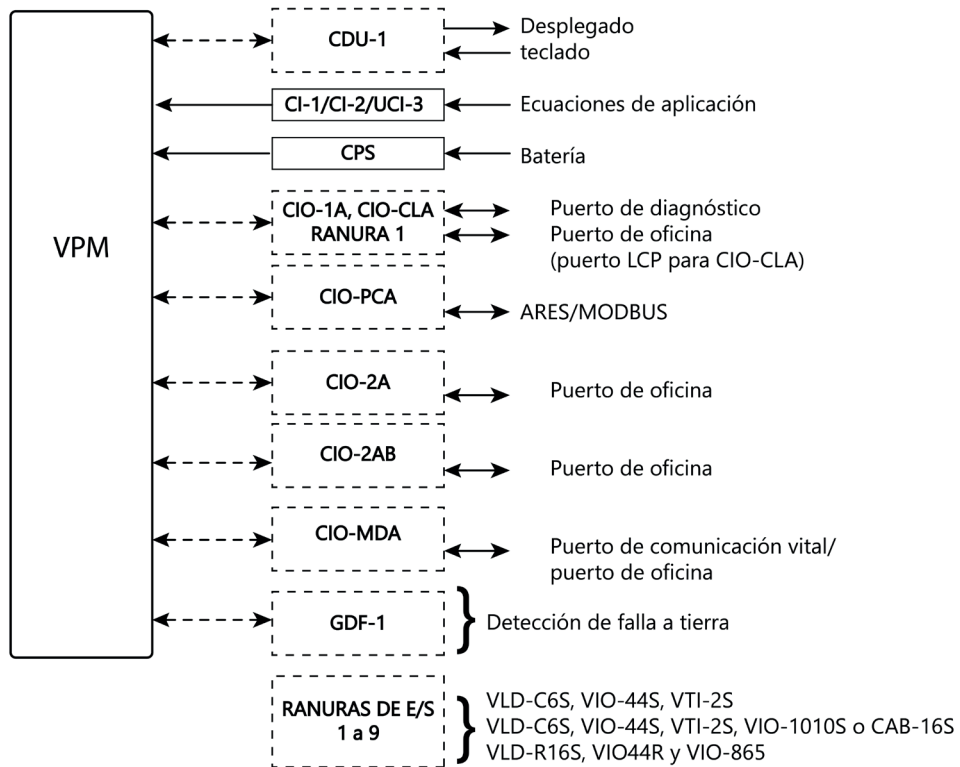 VPM
CDU-1
Desplegado
teclado
CI-1/CI-2/UCI-3
Ecuaciones de aplicación
CPS
Batería
CIO-1A, CIO-CLA
RANURA 1
Puerto de diagnóstico
Puerto de oficina
(puerto LCP para CIO-CLA)
CIO-PCA
ARES/MODBUS
CIO-2A
Puerto de oficina
CIO-2AB
Puerto de oficina
CIO-MDA
Puerto de comunicación vital/
puerto de oficina
GDF-1
Detección de falla a tierra
RANURAS DE E/S
1 a 9
VLD-C6S, VIO-44S, VTI-2S
VLD-C6S, VIO-44S, VTI-2S, VIO-1010S o CAB-16S
VLD-R16S, VIO44R y VIO-865